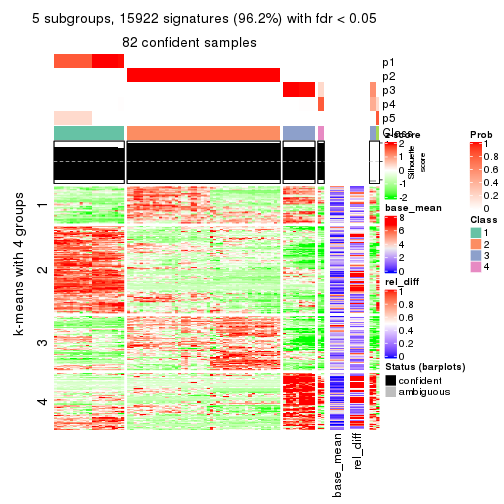 5 subgroups, 15922 signatures (96.2%) with fdr < 0.05
82 confident samples
p1
p2
p3
p4
p5
Class
z-score
2
1
0
-1
-2
Silhouette
score
Prob
1
0.8
0.6
0.4
0.2
0
base_mean
8
6
4
2
0
Class
1
2
3
4
rel_diff
1
0.8
0.6
0.4
0.2
0
Status (barplots)
confident
ambiguous
k-means with 4 groups
1
2
3
4
base_mean
rel_diff